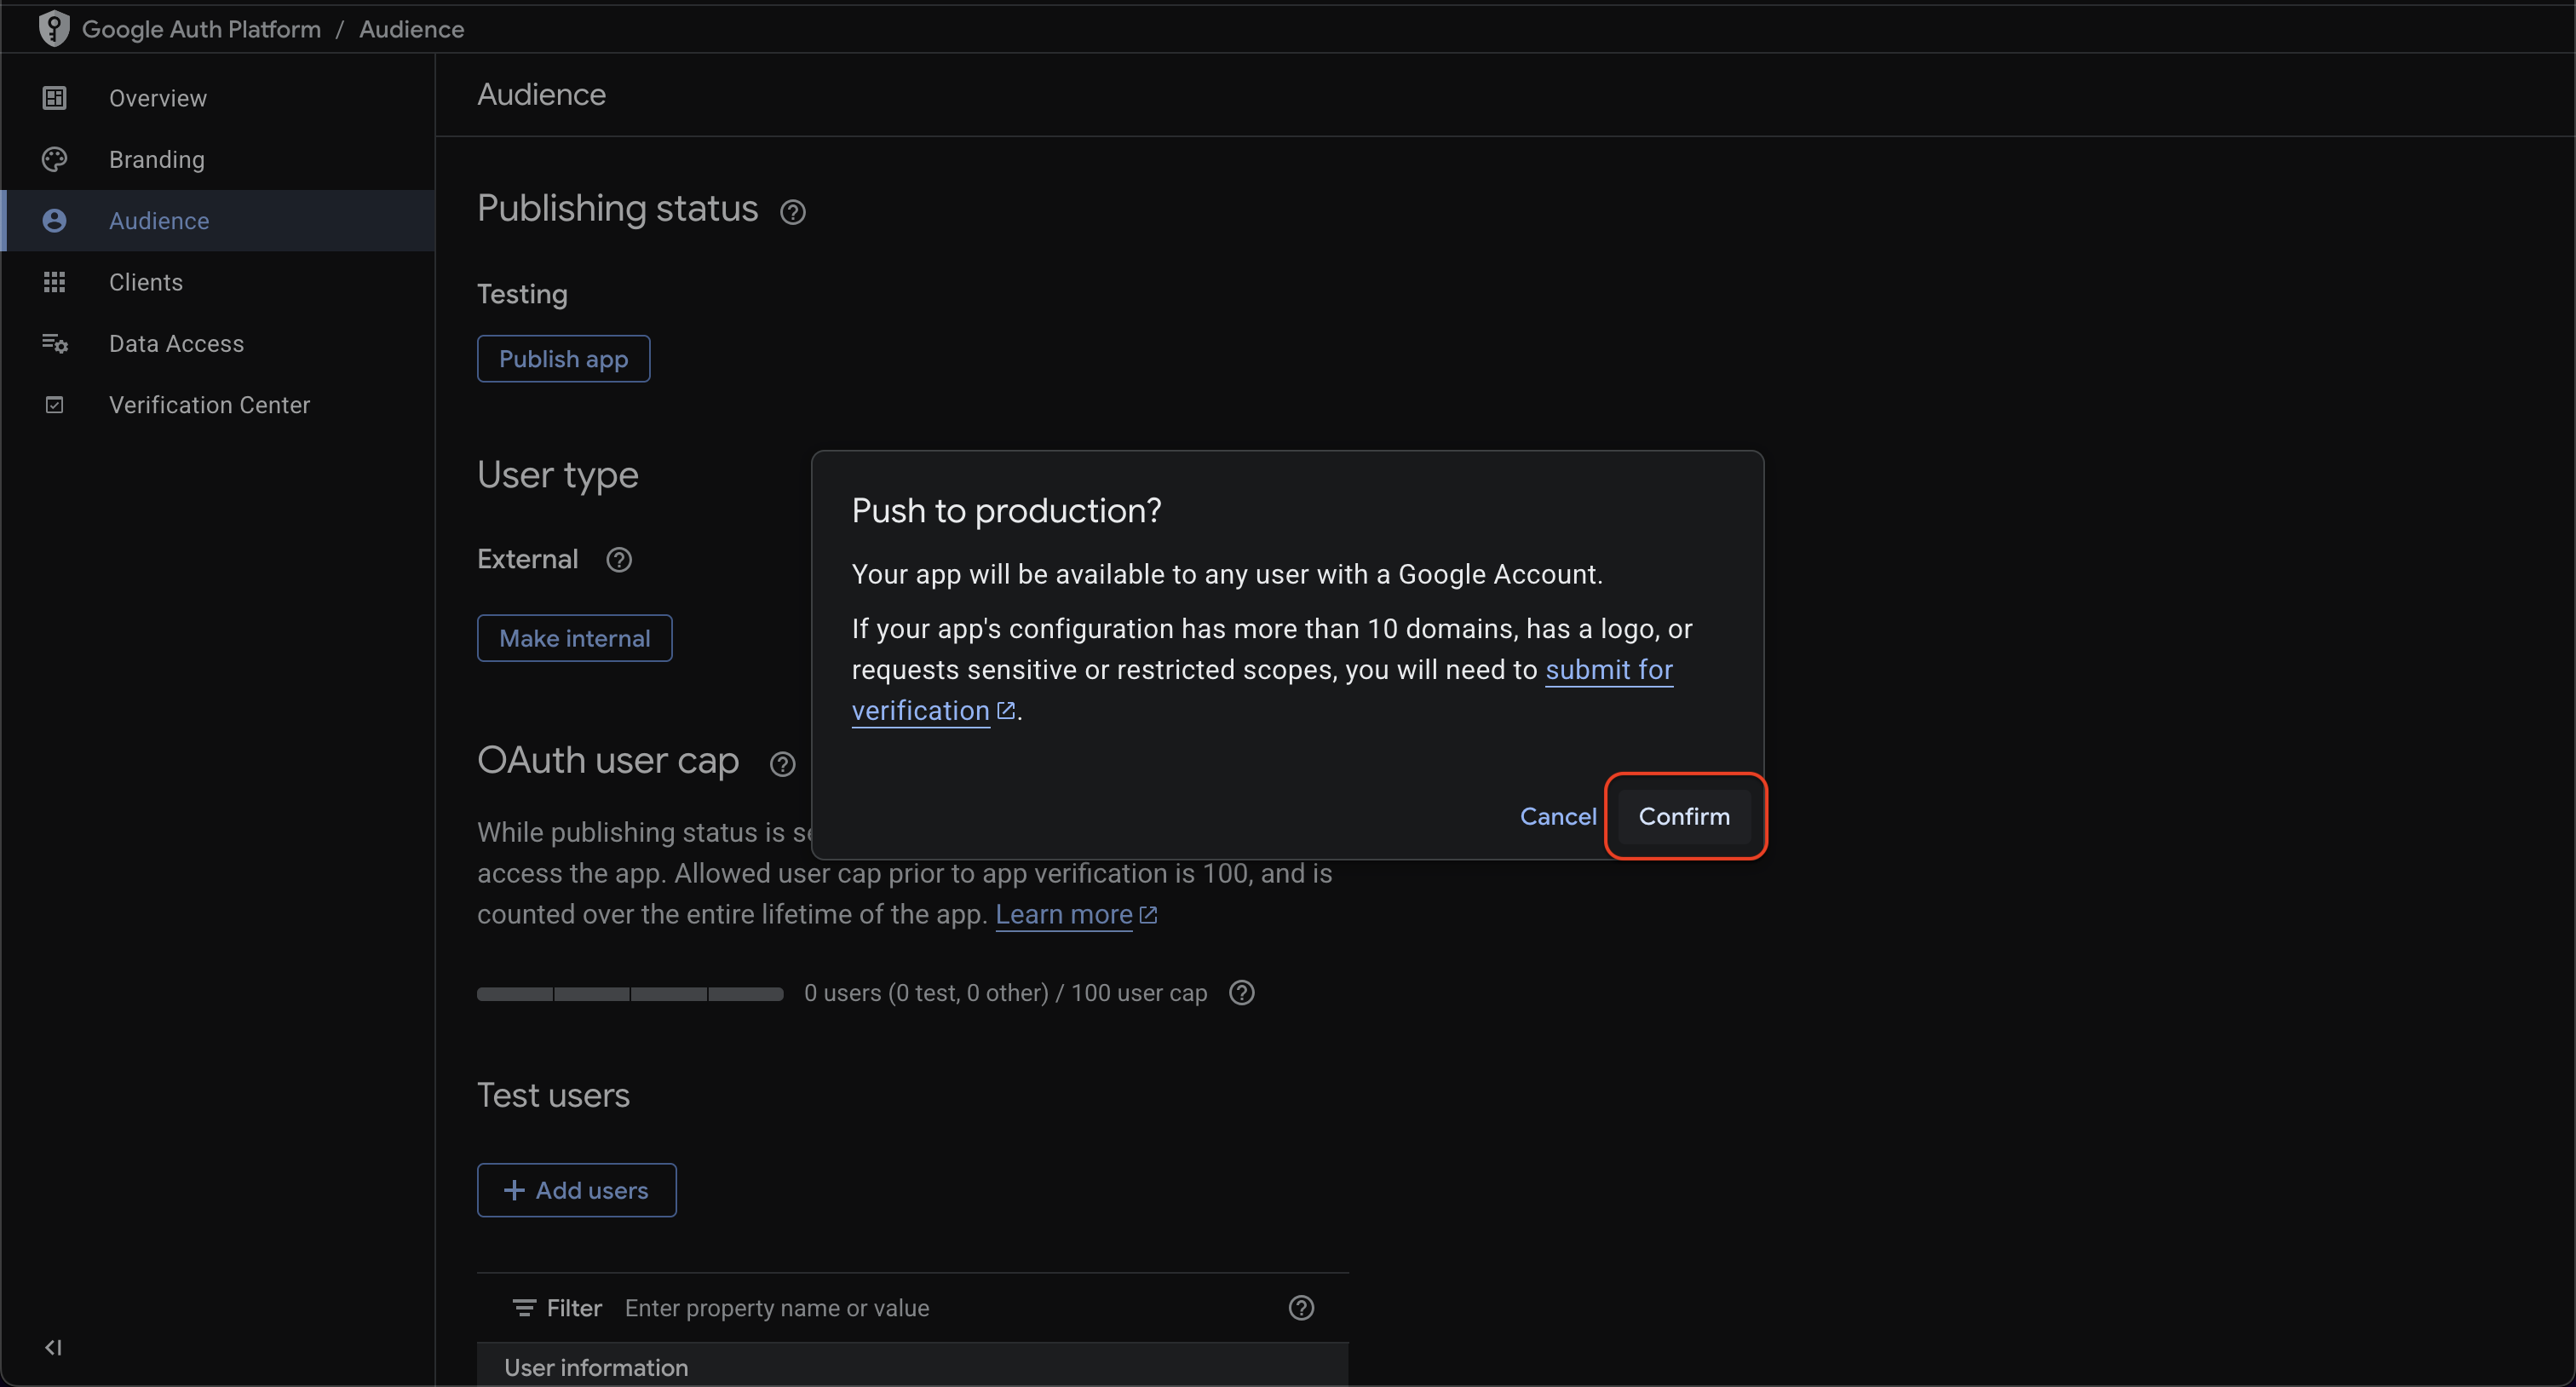 Google Auth Platform / Audience
Overview
Branding
Audience
Clients
Data Access
Verification Center
Audience
Publishing status
Testing
Publish app
User type
External
Make internal
OAuth user cap
While publishing status is s
access the app. Allowed user cap prior to app verification is 100, and is
counted over the entire lifetime of the app. Learn more
0 users (0 test, 0 other) / 100 user cap
Test users
+ Add users
Filter Enter property name or value
User information
Push to production?
Your app will be available to any user with a Google Account.
If your app's configuration has more than 10 domains, has a logo, or
requests sensitive or restricted scopes, you will need to submit for
verification.
Cancel Confirm